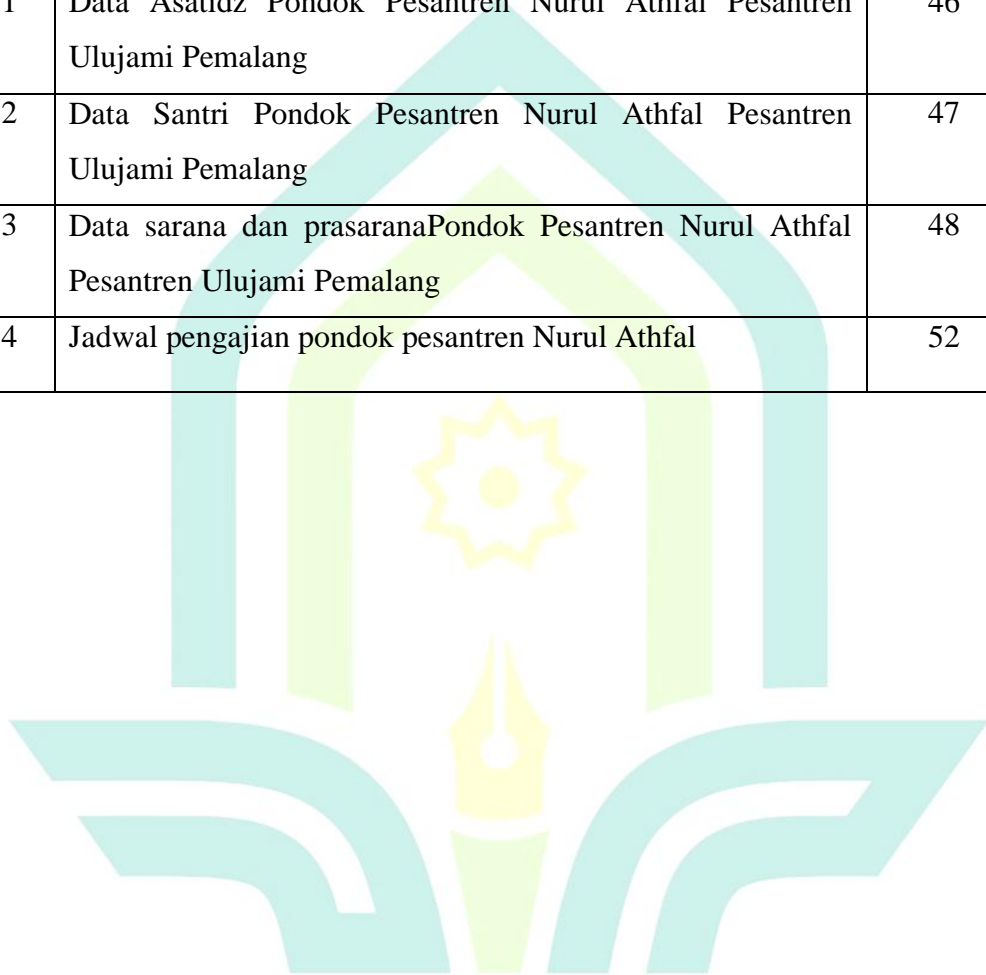 1 Data Asatidz Pondok Pesantren Nurul Athfal Pesantren 46
Ulujami Pemalang
2 Data Santri Pondok Pesantren Nurul Athfal Pesantren 47
Ulujami Pemalang
3 Data sarana dan prasaranaPondok Pesantren Nurul Athfal 48
Pesantren Ulujami Pemalang
4 Jadwal pengajian pondok pesantren Nurul Athfal 52